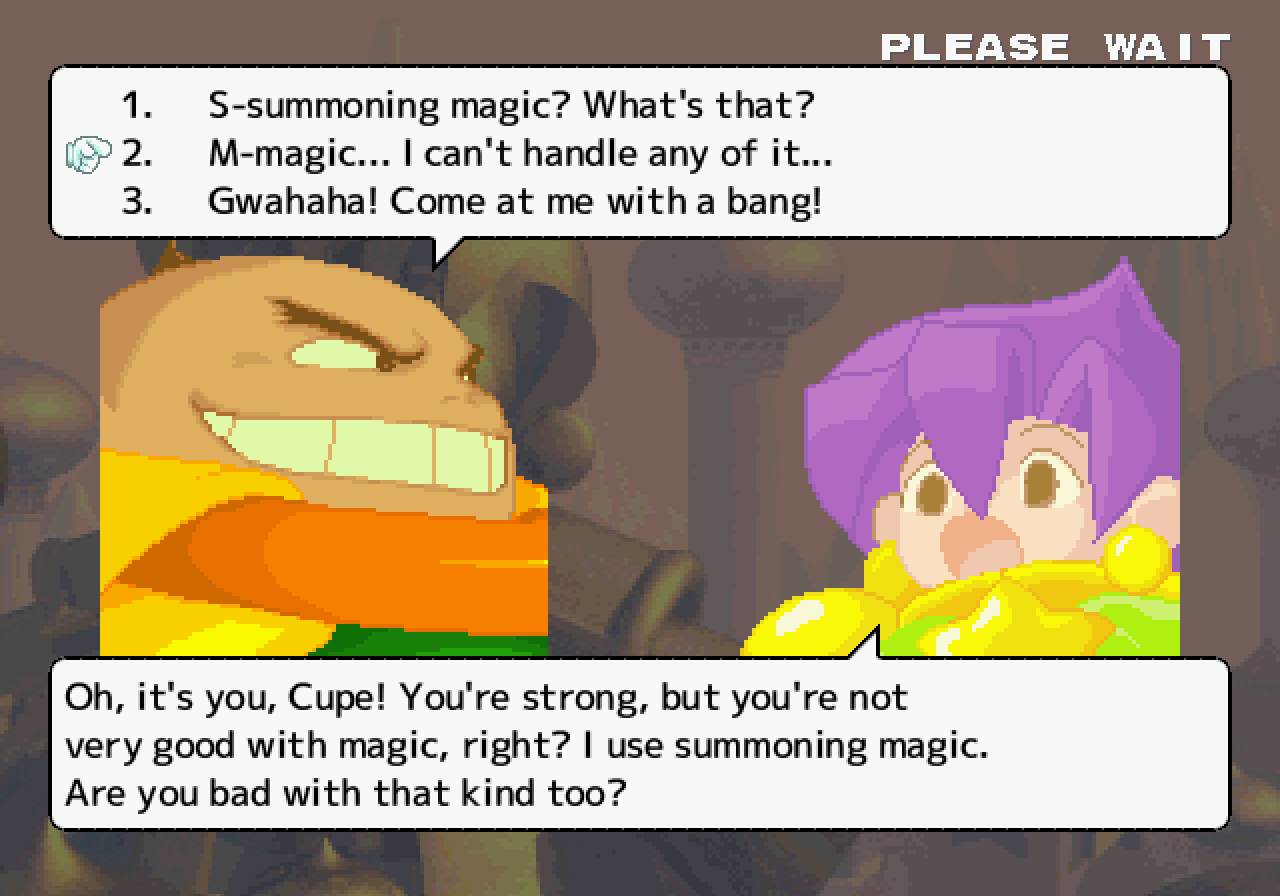 PLEASE WAIT
1. S-summoning magic? What's that?
2. M-magic... I can't handle any of it...
3. Gwahaha! Come at me with a bang!
Oh, it's you, Cupe! You're strong, but you're not
very good with magic, right? I use summoning magic.
Are you bad with that kind too?